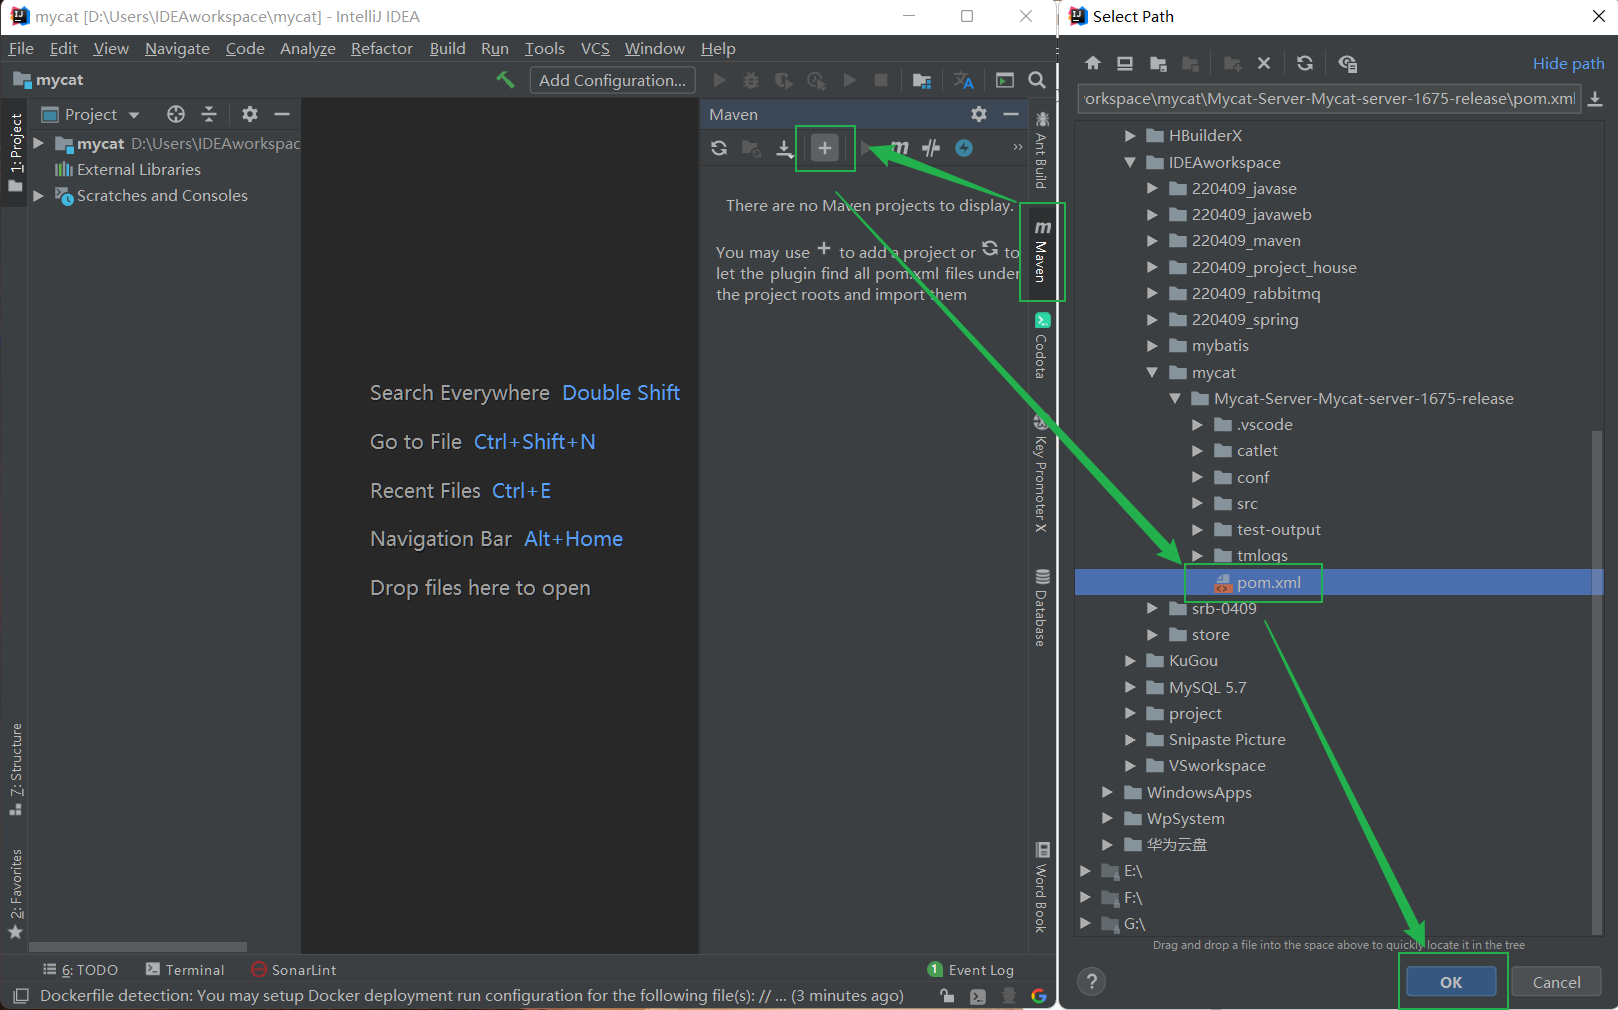 mycat [D:\Users\IDEAworkspace\mycat] - IntelliJ IDEA
File Edit View Navigate Code Analyze Refactor Build Run Tools VCS Window Help
mycat
Add Configuration...
1: Project
Project
mycat D:\Users\IDEAworkspac
External Libraries
Scratches and Consoles
7: Structure
2: Favorites
Search Everywhere Double Shift
Go to File Ctrl+Shift+N
Recent Files Ctrl+E
Navigation Bar Alt+Home
Drop files here to open
Maven
There are no Maven projects to display.
You may use + to add a project or to
let the plugin find all pom.xml files under
the project roots and import them
Ant Build
Maven
Codota
Key Promoter X
Database
Word Book
6: TODO
Terminal
SonarLint
1 Event Log
Dockerfile detection: You may setup Docker deployment run configuration for the following file(s): // ... (3 minutes ago)
Select Path
Hide path
orkspace\mycat\Mycat-Server-Mycat-server-1675-release\pom.xml
HBuilderX
IDEAworkspace
220409_javase
220409_javaweb
220409_maven
220409_project_house
220409_rabbitmq
220409_spring
mybatis
mycat
Mycat-Server-Mycat-server-1675-release
.vscode
catlet
conf
src
test-output
tmlogs
pom.xml
srb-0409
store
KuGou
MySQL 5.7
project
Snipaste Picture
VSworkspace
WindowsApps
WpSystem
华为云盘
E:\
F:\
G:\
Drag and drop a file into the space above to quickly locate it in the tree
?
OK
Cancel